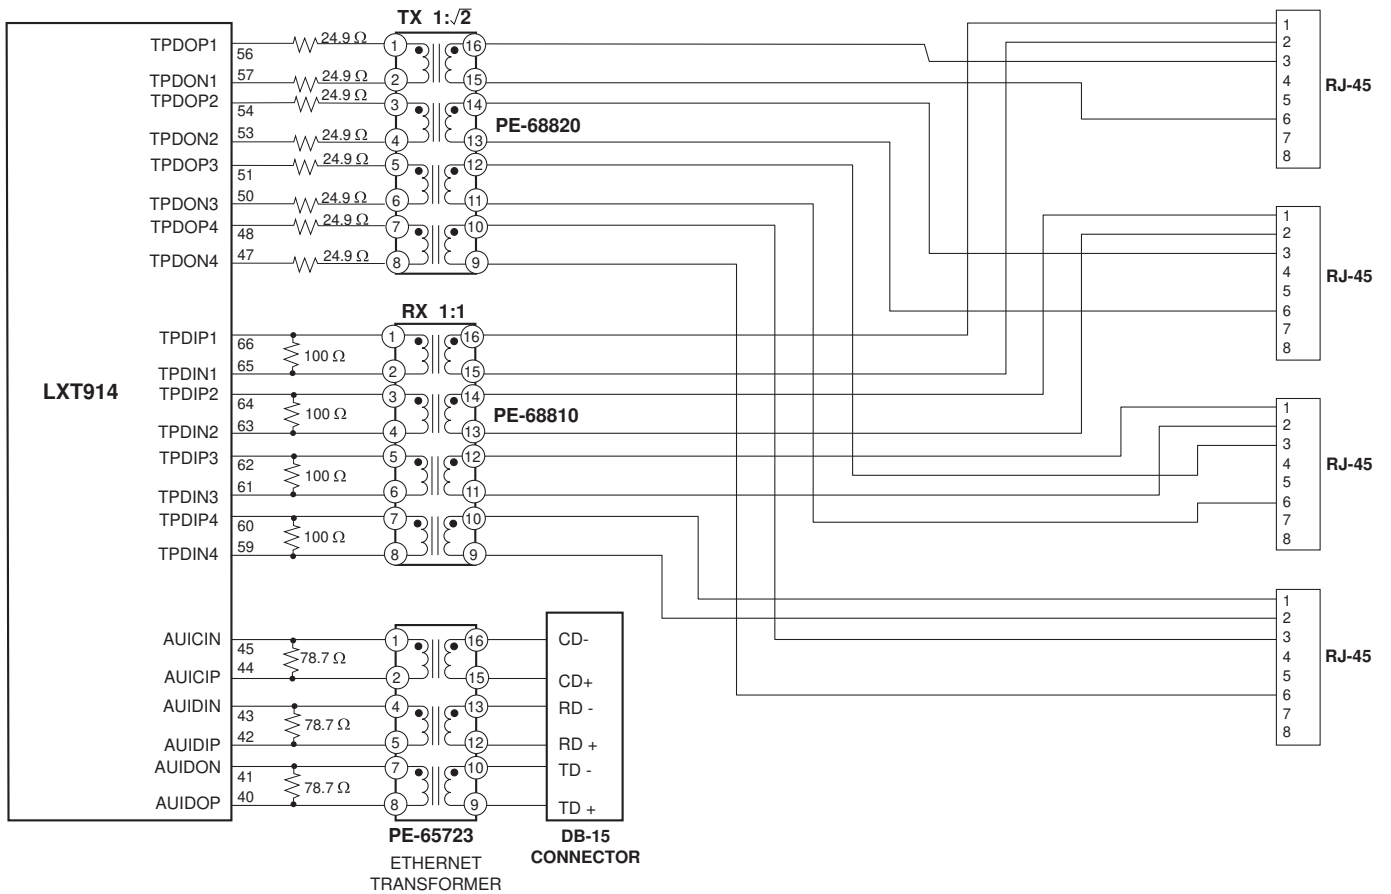 TX 1:√2
TPDOP1 56 24.9 Ω 1 16
TPDON1 57 24.9 Ω 2 15
TPDOP2 54 24.9 Ω 3 14
PE-68820
TPDON2 53 24.9 Ω 4 13
TPDOP3 51 24.9 Ω 5 12
TPDON3 50 24.9 Ω 6 11
TPDOP4 48 24.9 Ω 7 10
TPDON4 47 24.9 Ω 8 9
RX 1:1
TPDIP1 66 1 16
100 Ω
TPDIN1 65 2 15
LXT914
TPDIP2 64 3 14
100 Ω
PE-68810
TPDIN2 63 4 13
TPDIP3 62 5 12
100 Ω
TPDIN3 61 6 11
TPDIP4 60 7 10
100 Ω
TPDIN4 59 8 9
AUICIN 45 1 16 CD-
78.7 Ω
AUICIP 44 2 15 CD+
AUIDIN 43 4 13 RD -
78.7 Ω
AUIDIP 42 5 12 RD +
AUIDON 41 7 10 TD -
78.7 Ω
AUIDOP 40 8 9 TD +
PE-65723
ETHERNET
TRANSFORMER
DB-15
CONNECTOR
1
2
3
4
5
6
7
8
RJ-45
1
2
3
4
5
6
7
8
RJ-45
1
2
3
4
5
6
7
8
RJ-45
1
2
3
4
5
6
7
8
RJ-45